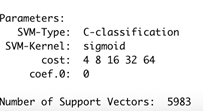 Parameters:
SVM-Type: C-classification
SVM-Kernel: sigmoid
cost: 4 8 16 32 64
coef.0: 0
Number of Support Vectors: 5983